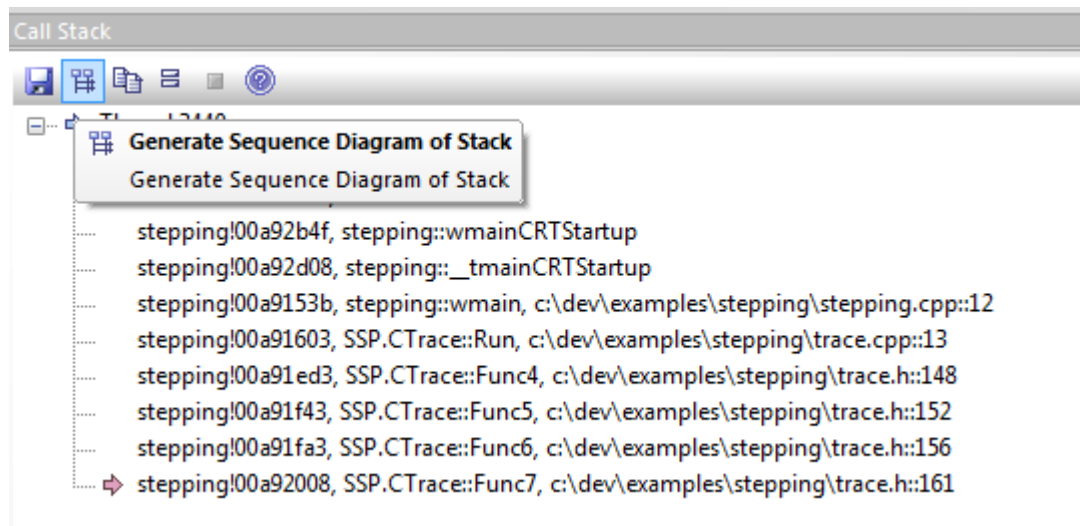 Call Stack
Generate Sequence Diagram of Stack
Generate Sequence Diagram of Stack
stepping!00a92b4f, stepping::wmainCRTStartup
stepping!00a92d08, stepping::__tmainCRTStartup
stepping!00a9153b, stepping::wmain, c:\dev\examples\stepping\stepping.cpp::12
stepping!00a91603, SSP.CTrace::Run, c:\dev\examples\stepping\trace.cpp::13
stepping!00a91ed3, SSP.CTrace::Func4, c:\dev\examples\stepping\trace.h::148
stepping!00a91f43, SSP.CTrace::Func5, c:\dev\examples\stepping\trace.h::152
stepping!00a91fa3, SSP.CTrace::Func6, c:\dev\examples\stepping\trace.h::156
stepping!00a92008, SSP.CTrace::Func7, c:\dev\examples\stepping\trace.h::161